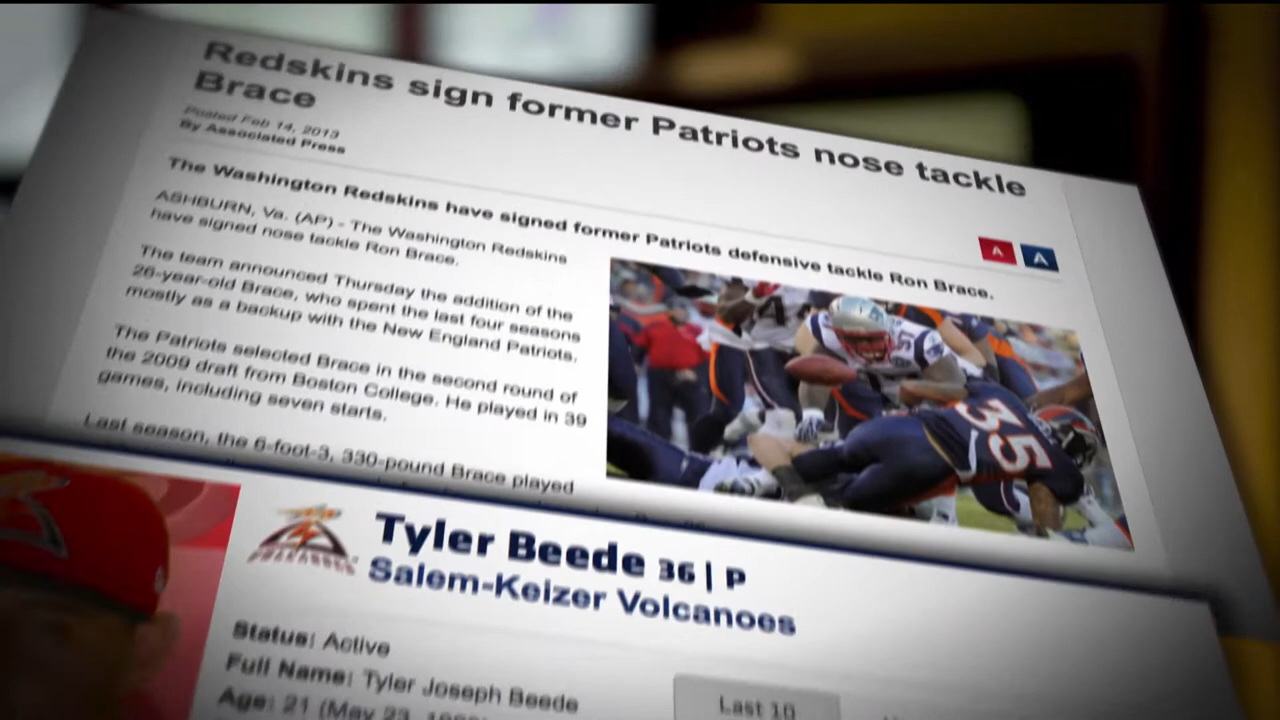 Redskins sign former Patriots nose tackle
Brace
Posted Feb 14, 2013
By Associated Press
The Washington Redskins have signed former Patriots defensive tackle Ron Brace.
A A
ASHBURN, Va. (AP) - The Washington Redskins
have signed nose tackle Ron Brace.
The team announced Thursday the addition of the
26-year-old Brace, who spent the last four seasons
mostly as a backup with the New England Patriots.
The Patriots selected Brace in the second round of
the 2009 draft from Boston College. He played in 39
games, including seven starts.
Last season, the 6-foot-3, 330-pound Brace played
35
Tyler Beede 36 | P
Salem-Keizer Volcanoes
Status: Active
Full Name: Tyler Joseph Beede
Age: 21 (May 23,
Last 10